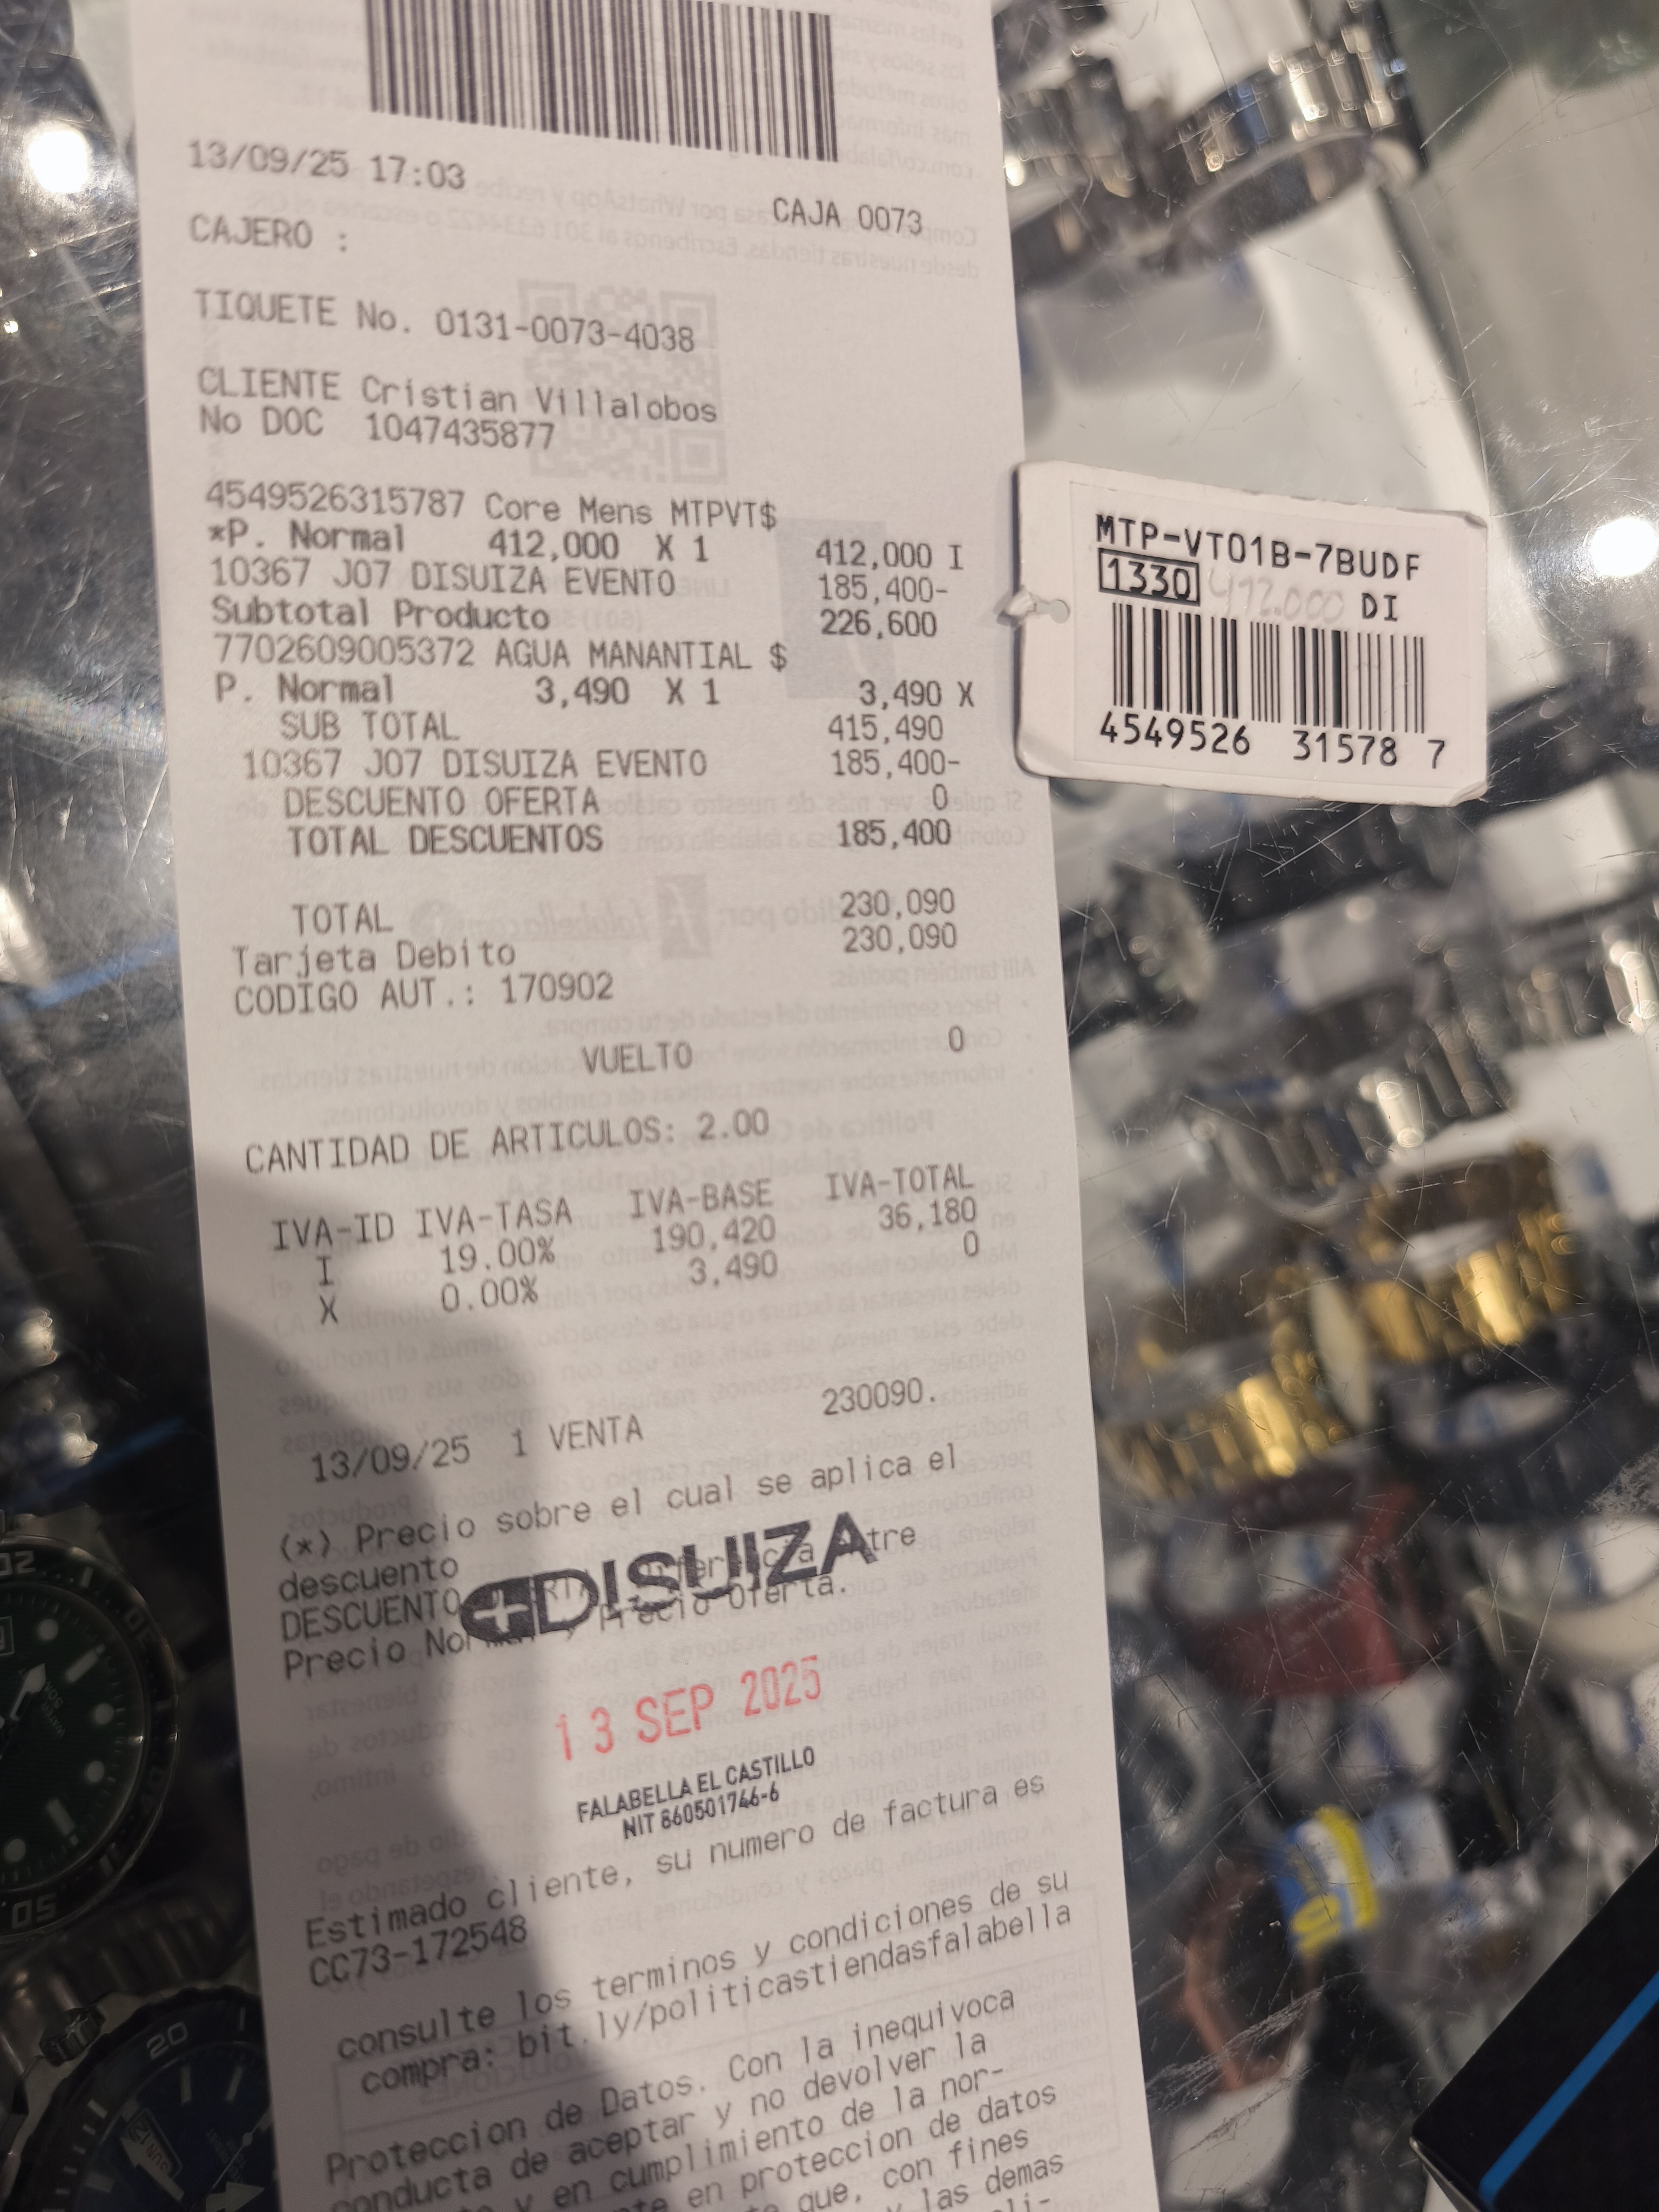 13/09/25 17:03
CAJA 0073
CAJERO :
TIQUETE No. 0131-0073-4038
CLIENTE Cristian Villalobos
No DOC 1047435877
4549526315787 Core Mens MTPVT$
*P. Normal 412,000 X 1 412,000 I
10367 J07 DISUIZA EVENTO 185,400-
Subtotal Producto 226,600
7702609005372 AGUA MANANTIAL $
P. Normal 3,490 X 1 3,490 X
SUB TOTAL 415,490
10367 J07 DISUIZA EVENTO 185,400-
DESCUENTO OFERTA 0
TOTAL DESCUENTOS 185,400
TOTAL 230,090
Tarjeta Debito 230,090
CODIGO AUT.: 170902
VUELTO 0
CANTIDAD DE ARTICULOS: 2.00
IVA-ID IVA-TASA IVA-BASE IVA-TOTAL
I 19.00% 190,420 36,180
X 0.00% 3,490 0
13/09/25 1 VENTA 230090.
(*) Precio sobre el cual se aplica el
descuento
DESCUENTO
Precio Oferta.
DISUIZA
13 SEP 2025
FALABELLA EL CASTILLO
NIT 860501746-6
Estimado cliente, su numero de factura es
CC73-172548
consulte los terminos y condiciones de su
compra: bit.ly/politicastiendasfalabella
Proteccion de Datos. Con la inequivoca
conducta de aceptar y no devolver la
y en cumplimiento de la nor-
en proteccion de datos
que, con fines
y las demas
MTP-VT01B-7BUDF
1330 412.000 DI
4549526 31578 7